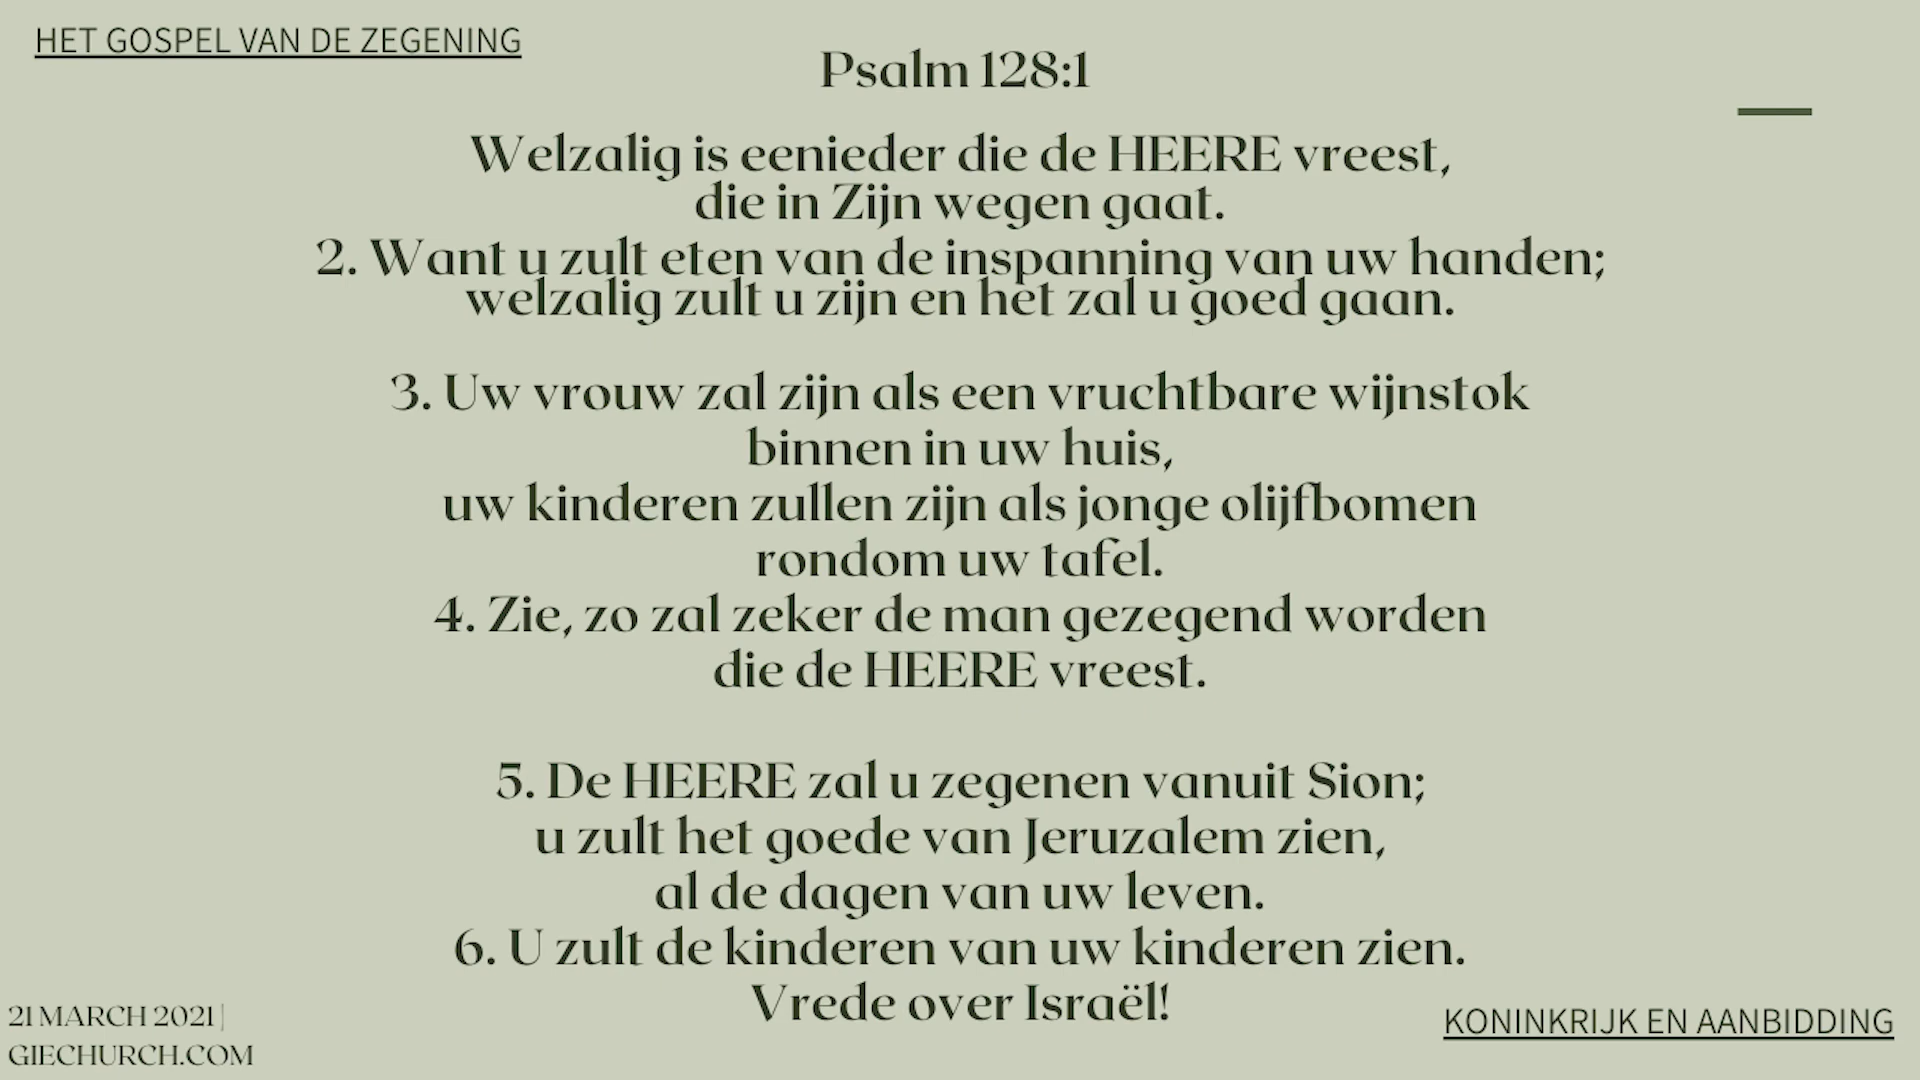 HET GOSPEL VAN DE ZEGENING
Psalm 128:1
Welzalig is eenieder die de HEERE vreest,
die in Zijn wegen gaat.
2. Want u zult eten van de inspanning van uw handen;
welzalig zult u zijn en het zal u goed gaan.
3. Uw vrouw zal zijn als een vruchtbare wijnstok
binnen in uw huis,
uw kinderen zullen zijn als jonge olijfbomen
rondom uw tafel.
4. Zie, zo zal zeker de man gezegend worden
die de HEERE vreest.
5. De HEERE zal u zegenen vanuit Sion;
u zult het goede van Jeruzalem zien,
al de dagen van uw leven.
6. U zult de kinderen van uw kinderen zien.
Vrede over Israël!
21 MARCH 2021 |
GIECHURCH.COM
KONINKRIJK EN AANBIDDING